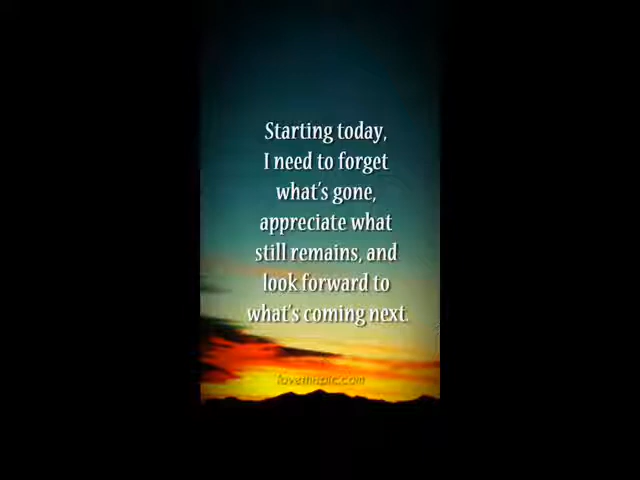 Starting today,
I need to forget
what's gone,
appreciate what
still remains, and
look forward to
what's coming next.
lovemypic.com